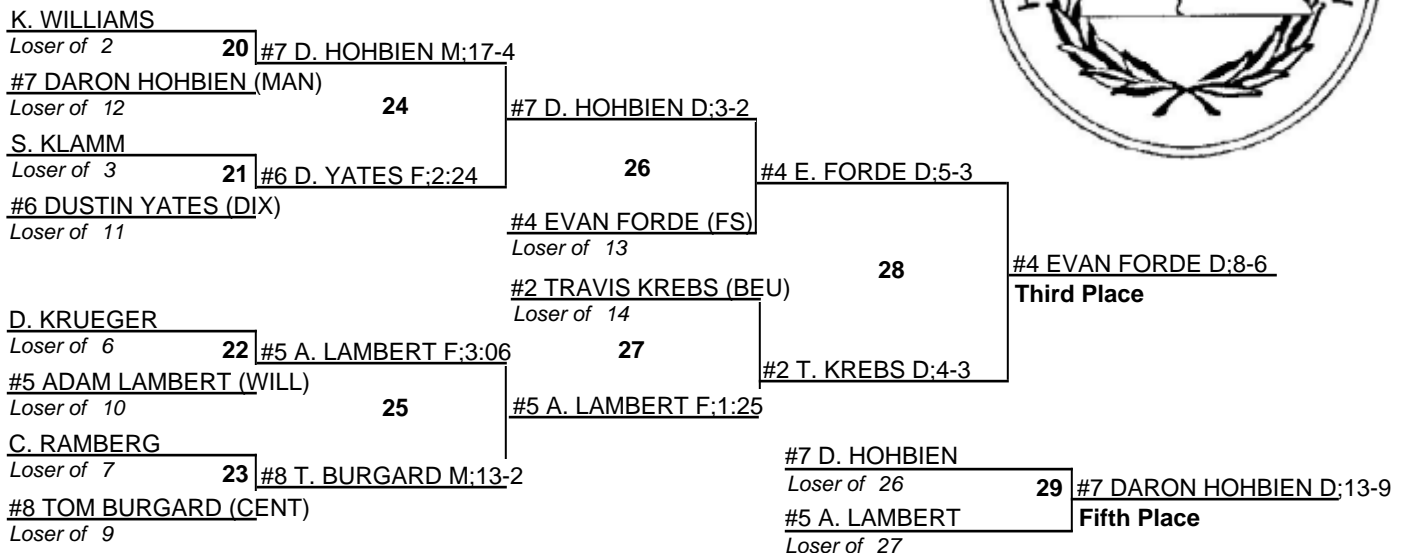 K. WILLIAMS
Loser of 2
20
#7 D. HOHBIEN M;17-4
#7 DARON HOHBIEN (MAN)
Loser of 12
24
#7 D. HOHBIEN D;3-2
S. KLAMM
Loser of 3
21
#6 D. YATES F;2:24
26
#4 E. FORDE D;5-3
#6 DUSTIN YATES (DIX)
Loser of 11
#4 EVAN FORDE (FS)
Loser of 13
28
#4 EVAN FORDE D;8-6
Third Place
#2 TRAVIS KREBS (BEU)
Loser of 14
D. KRUEGER
Loser of 6
22
#5 A. LAMBERT F;3:06
27
#2 T. KREBS D;4-3
#5 ADAM LAMBERT (WILL)
Loser of 10
25
#5 A. LAMBERT F;1:25
C. RAMBERG
Loser of 7
23
#8 T. BURGARD M;13-2
#8 TOM BURGARD (CENT)
Loser of 9
#7 D. HOHBIEN
Loser of 26
29
#7 DARON HOHBIEN D;13-9
Fifth Place
#5 A. LAMBERT
Loser of 27